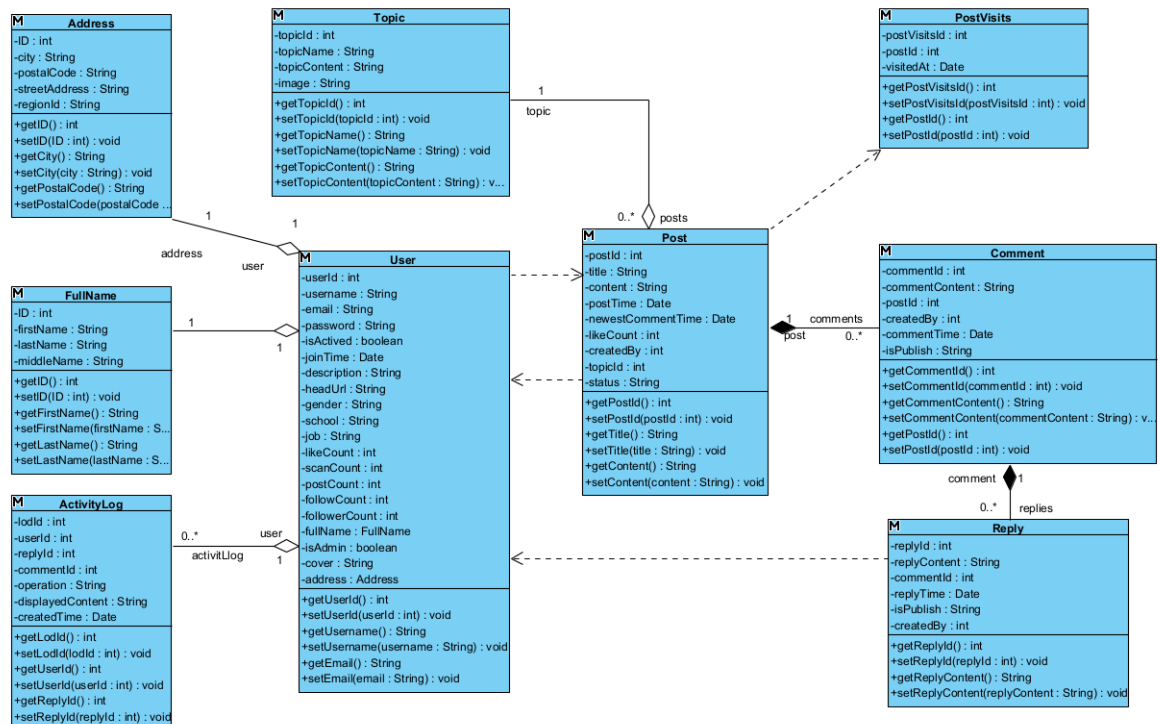 M
Address
-ID : int
-city : String
-postalCode : String
-streetAddress : String
-regionId : String
+getID() : int
+setID(ID : int) : void
+getCity() : String
+setCity(city : String) : void
+getPostalCode() : String
+setPostalCode(postalCode ...
M
Topic
-topicId : int
-topicName : String
-topicContent : String
-image : String
+getTopicId() : int
+setTopicId(topicId : int) : void
+getTopicName() : String
+setTopicName(topicName : String) : void
+getTopicContent() : String
+setTopicContent(topicContent : String) : v...
M
PostVisits
-postVisitsId : int
-postId : int
-visitedAt : Date
+getPostVisitsId() : int
+setPostVisitsId(postVisitsId : int) : void
+getPostId() : int
+setPostId(postId : int) : void
1
topic
0..*
posts
1
address
1
user
M
FullName
-ID : int
-firstName : String
-lastName : String
-middleName : String
+getID() : int
+setID(ID : int) : void
+getFirstName() : String
+setFirstName(firstName : S...
+getLastName() : String
+setLastName(lastName : S...
1
1
M
User
-userId : int
-username : String
-email : String
-password : String
-isActived : boolean
-joinTime : Date
-description : String
-headUrl : String
-gender : String
-school : String
-job : String
-likeCount : int
-scanCount : int
-postCount : int
-followCount : int
-followerCount : int
-fullName : FullName
-isAdmin : boolean
-cover : String
-address : Address
+getUserId() : int
+setUserId(userId : int) : void
+getUsername() : String
+setUsername(username : String) : void
+getEmail() : String
+setEmail(email : String) : void
M
Post
-postId : int
-title : String
-content : String
-postTime : Date
-newestCommentTime : Date
-likeCount : int
-createdBy : int
-topicId : int
-status : String
+getPostId() : int
+setPostId(postId : int) : void
+getTitle() : String
+setTitle(title : String) : void
+getContent() : String
+setContent(content : String) : void
1
post
comments
0..*
M
Comment
-commentId : int
-commentContent : String
-postId : int
-createdBy : int
-commentTime : Date
-isPublish : String
+getCommentId() : int
+setCommentId(commentId : int) : void
+getCommentContent() : String
+setCommentContent(commentContent : String) : v...
+getPostId() : int
+setPostId(postId : int) : void
comment
1
0..*
replies
M
ActivityLog
-lodId : int
-userId : int
-replyId : int
-commentId : int
-operation : String
-displayedContent : String
-createdTime : Date
+getLodId() : int
+setLodId(lodId : int) : void
+getUserId() : int
+setUserId(userId : int) : void
+getReplyId() : int
+setReplyId(replyId : int) : void
0..*
activitLlog
user
1
M
Reply
-replyId : int
-replyContent : String
-commentId : int
-replyTime : Date
-isPublish : String
-createdBy : int
+getReplyId() : int
+setReplyId(replyId : int) : void
+getReplyContent() : String
+setReplyContent(replyContent : String) : void